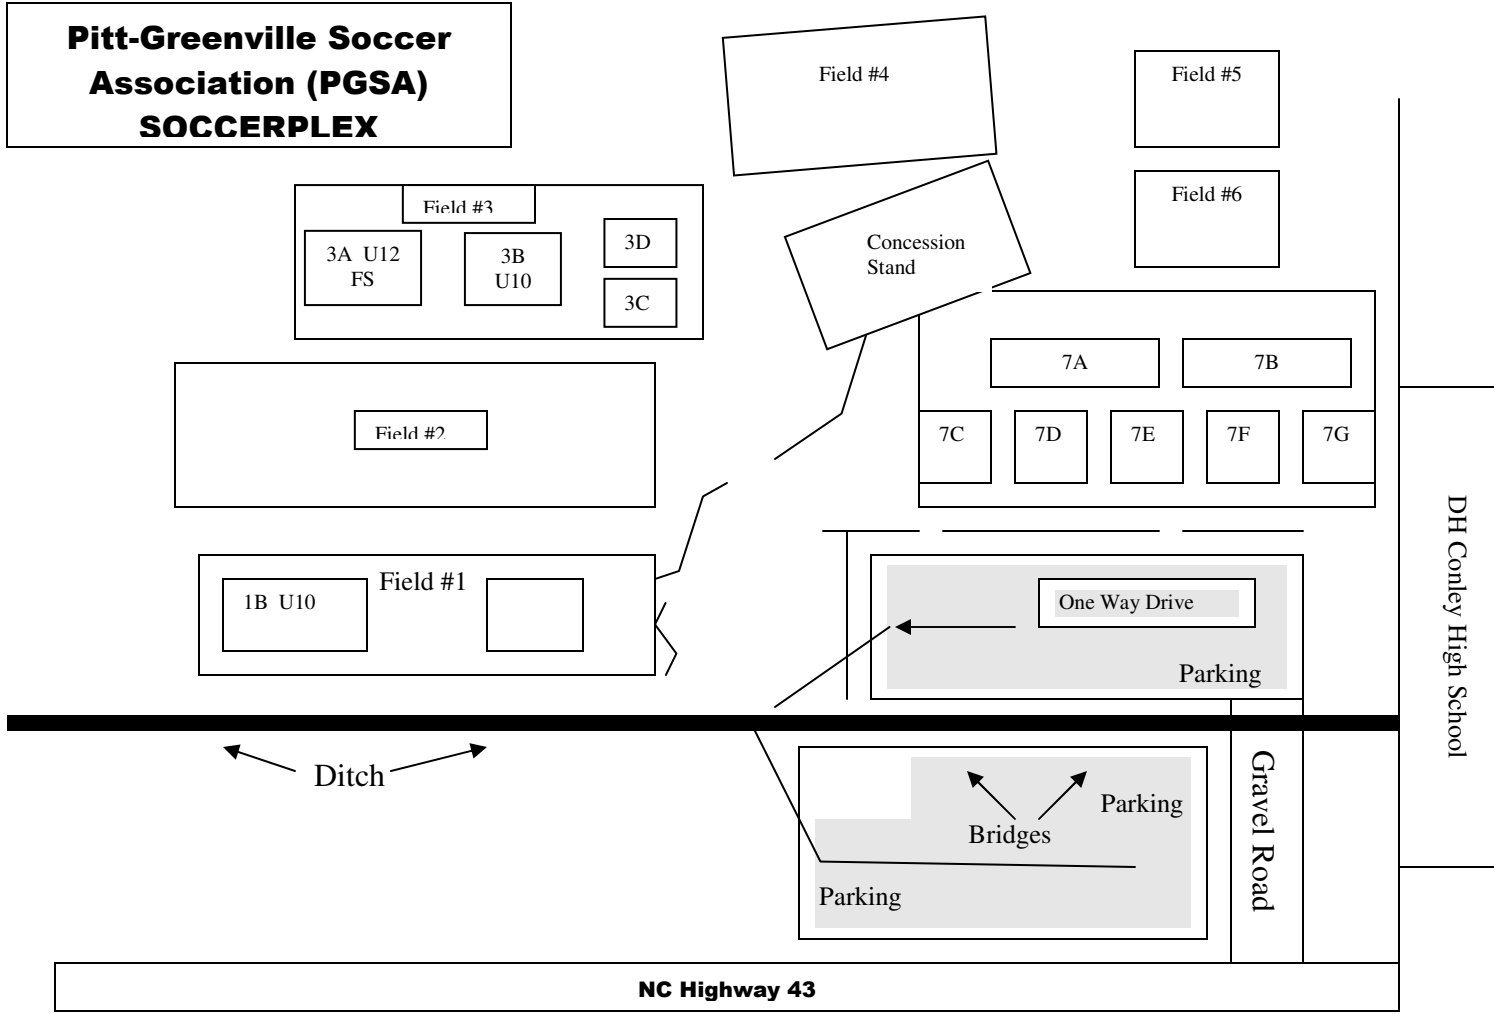 Pitt-Greenville Soccer
Association (PGSA)
SOCCERPLEX
Field #4
Field #5
Field #6
Field #3
3A U12
FS
3B
U10
3D
3C
Concession
Stand
7A
7B
7C
7D
7E
7F
7G
Field #2
Field #1
1B U10
One Way Drive
Parking
DH Conley High School
Ditch
Gravel Road
Parking
Bridges
Parking
NC Highway 43